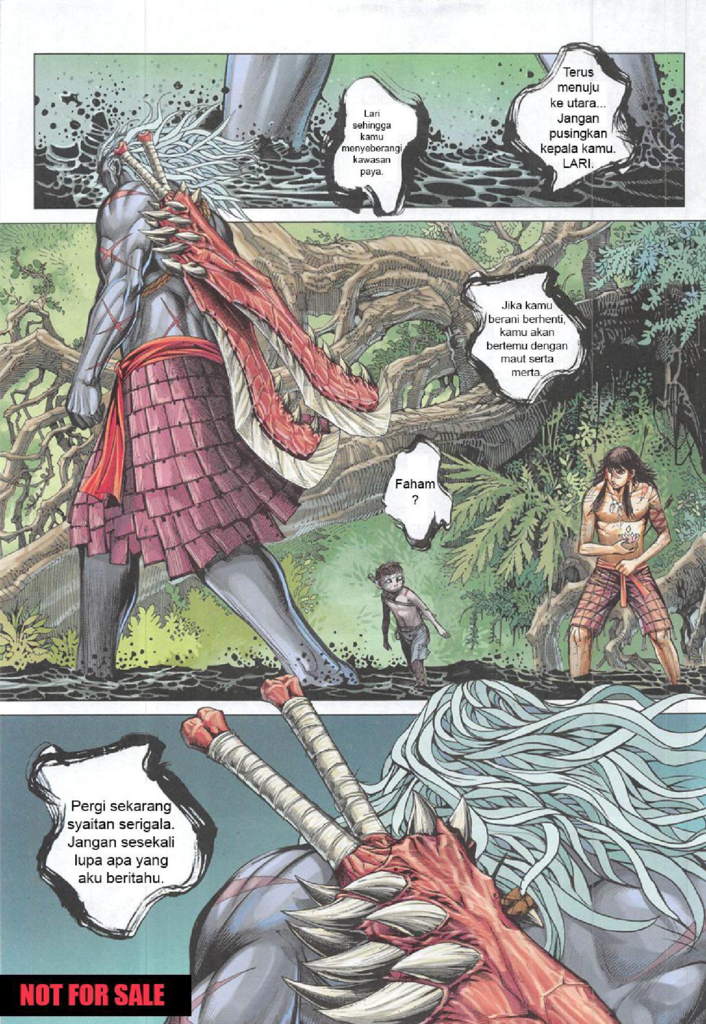 Terus
menuju
ke utara...
Jangan
pusingkan
kepala kamu.
LARI.
Lari
sehingga
kamu
menyeberangi
kawasan
paya.
Jika kamu
berani berhenti,
kamu akan
bertemu dengan
maut serta
merta.
Faham
?
Pergi sekarang
syaitan serigala.
Jangan sesekali
lupa apa yang
aku beritahu.
NOT FOR SALE